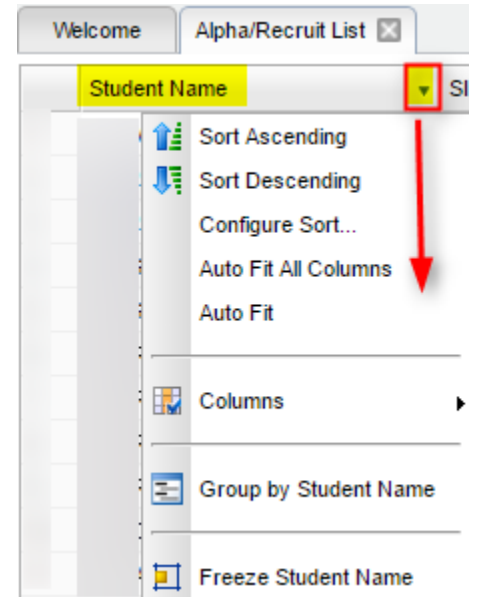 Welcome
Alpha/Recruit List
Student Name
Sort Ascending
Sort Descending
Configure Sort...
Auto Fit All Columns
Auto Fit
Columns
Group by Student Name
Freeze Student Name